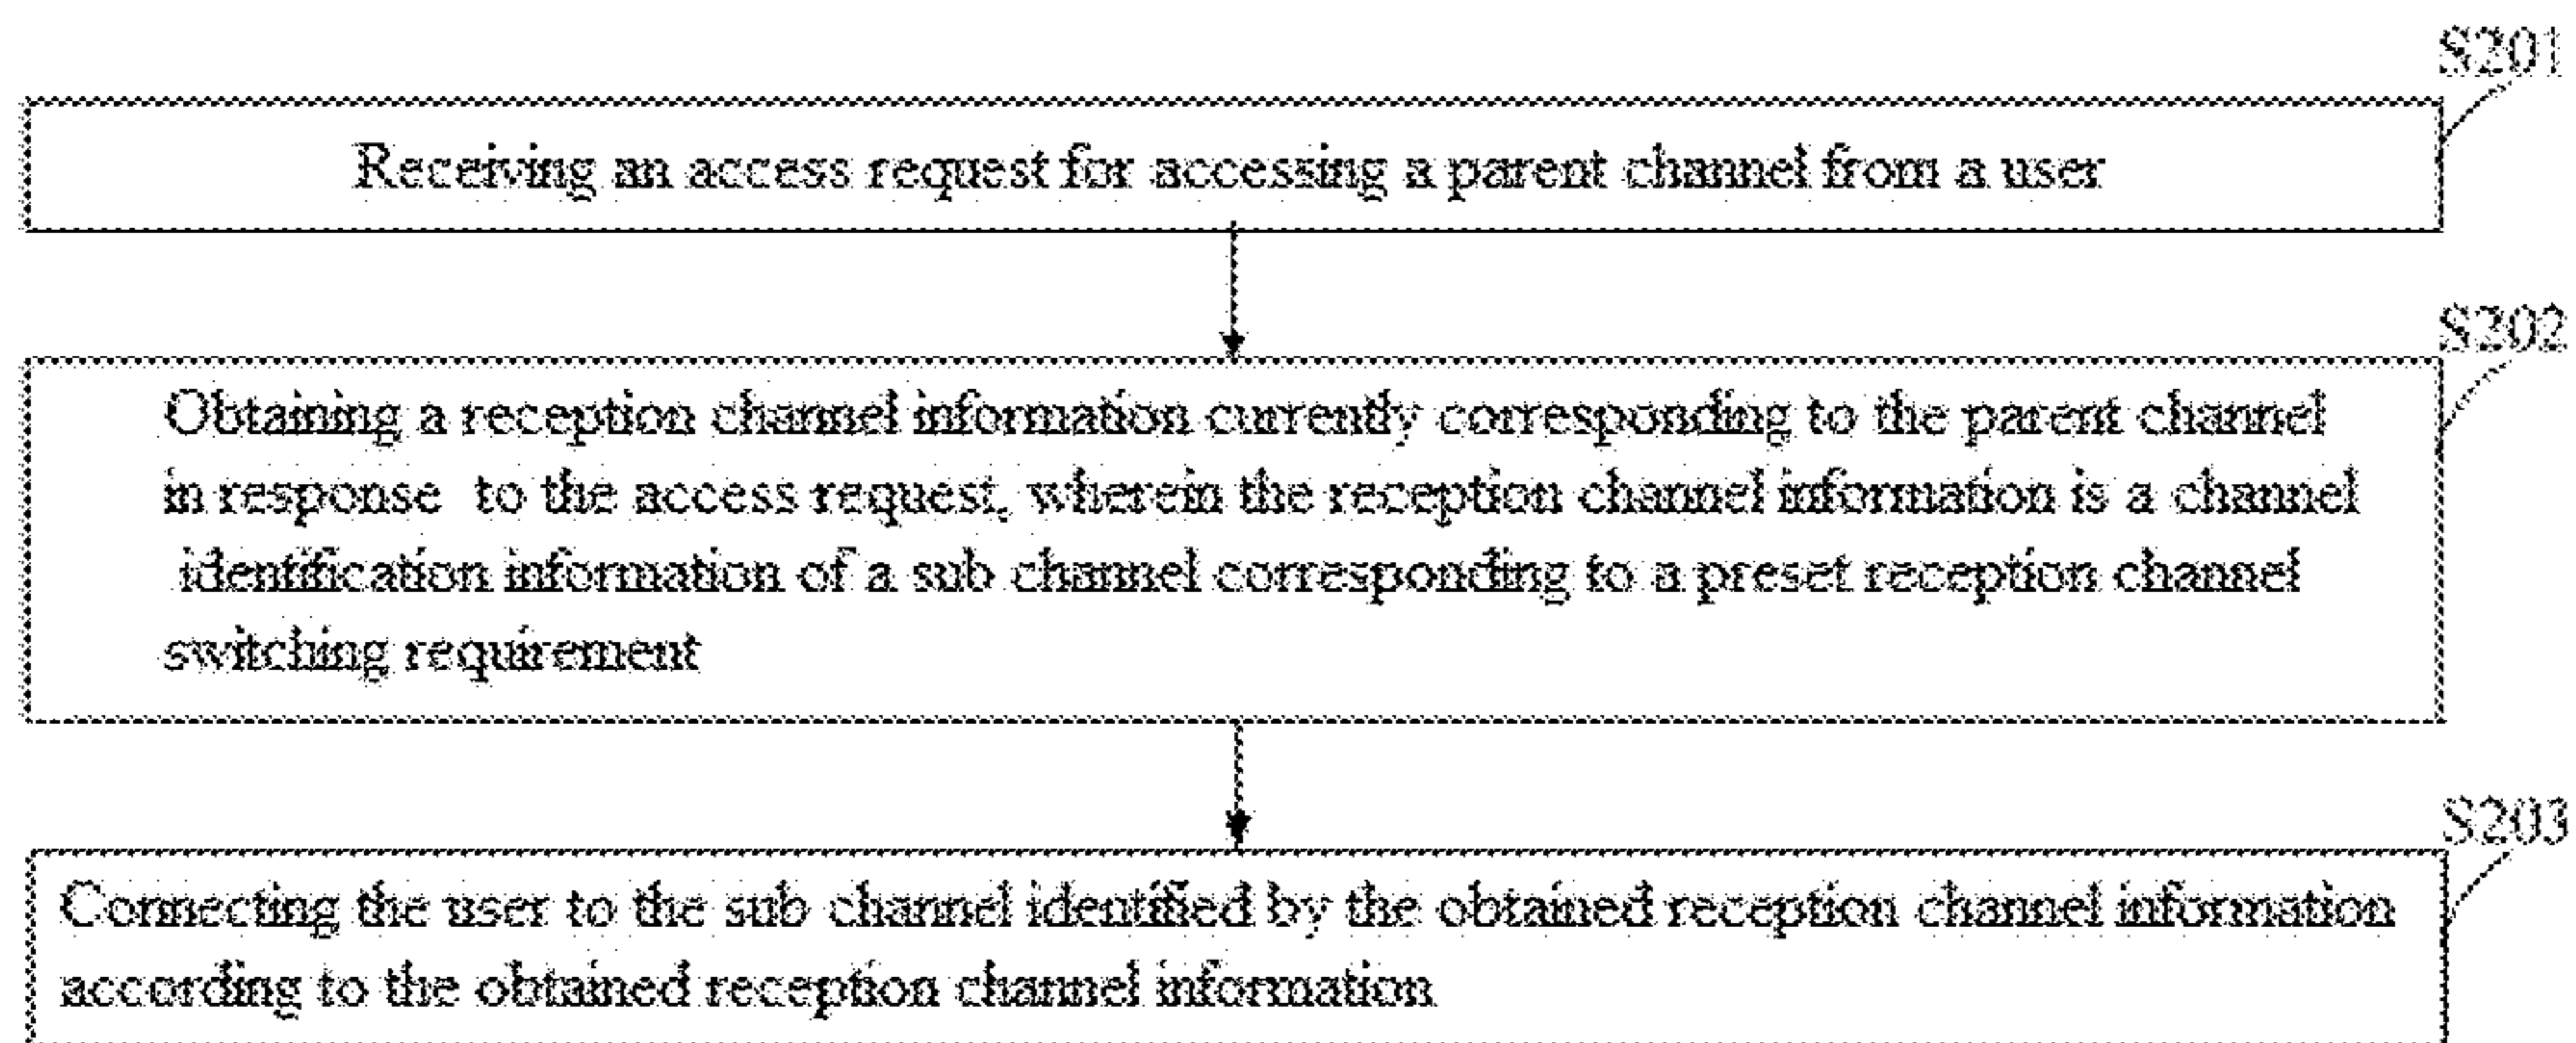 S201
Receiving an access request for accessing a parent channel from a user
S202
Obtaining a reception channel information currently corresponding to the parent channel
in response to the access request, wherein the reception channel information is a channel
identification information of a sub channel corresponding to a preset reception channel
switching requirement
S203
Connecting the user to the sub channel identified by the obtained reception channel information
according to the obtained reception channel information